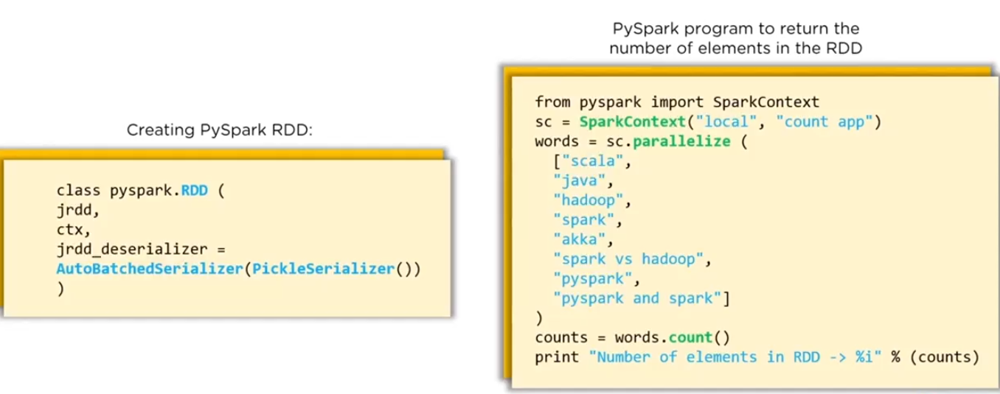 Creating PySpark RDD:
class pyspark.RDD (
jrdd,
ctx,
jrdd_deserializer =
AutoBatchedSerializer(PickleSerializer())
)
PySpark program to return the
number of elements in the RDD
from pyspark import SparkContext
sc = SparkContext("local", "count app")
words = sc.parallelize (
["scala",
"java",
"hadoop",
"spark",
"akka",
"spark vs hadoop",
"pyspark",
"pyspark and spark"]
)
counts = words.count()
print "Number of elements in RDD -> %i" % (counts)